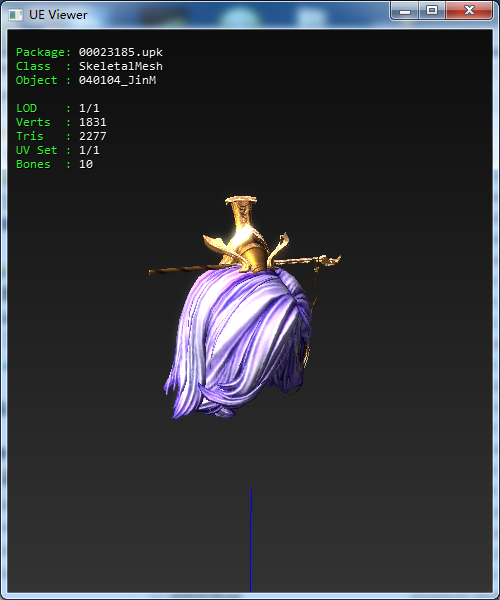 UE Viewer
Package: 00023185.upk
Class : SkeletalMesh
Object : 040104_JinM
LOD : 1/1
Verts : 1831
Tris : 2277
UV Set : 1/1
Bones : 10